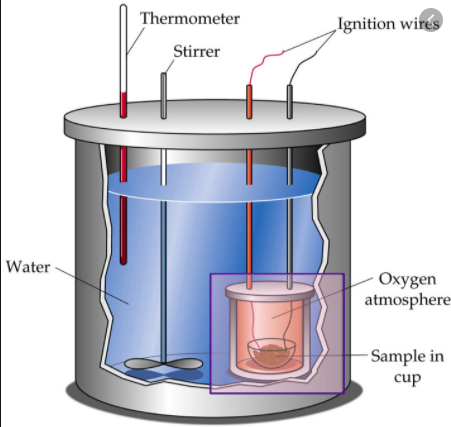 Thermometer
Ignition wires
Stirrer
Water
Oxygen
atmosphere
Sample in
cup